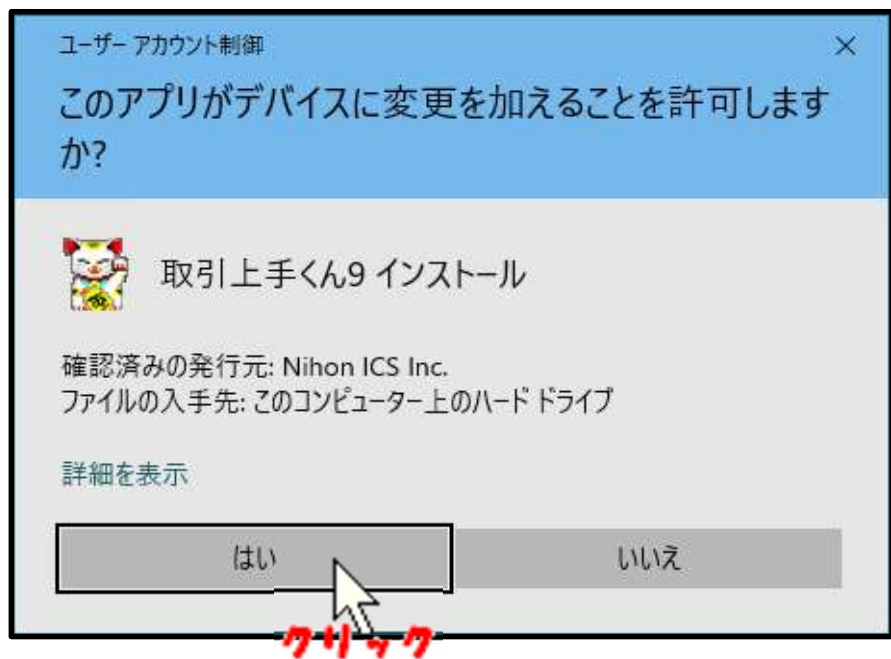 ユーザー アカウント制御
このアプリがデバイスに変更を加えることを許可します
か?
取引上手くん9 インストール
確認済みの発行元: Nihon ICS Inc.
ファイルの入手先: このコンピューター上のハード ドライブ
詳細を表示
はい
いいえ
クリック